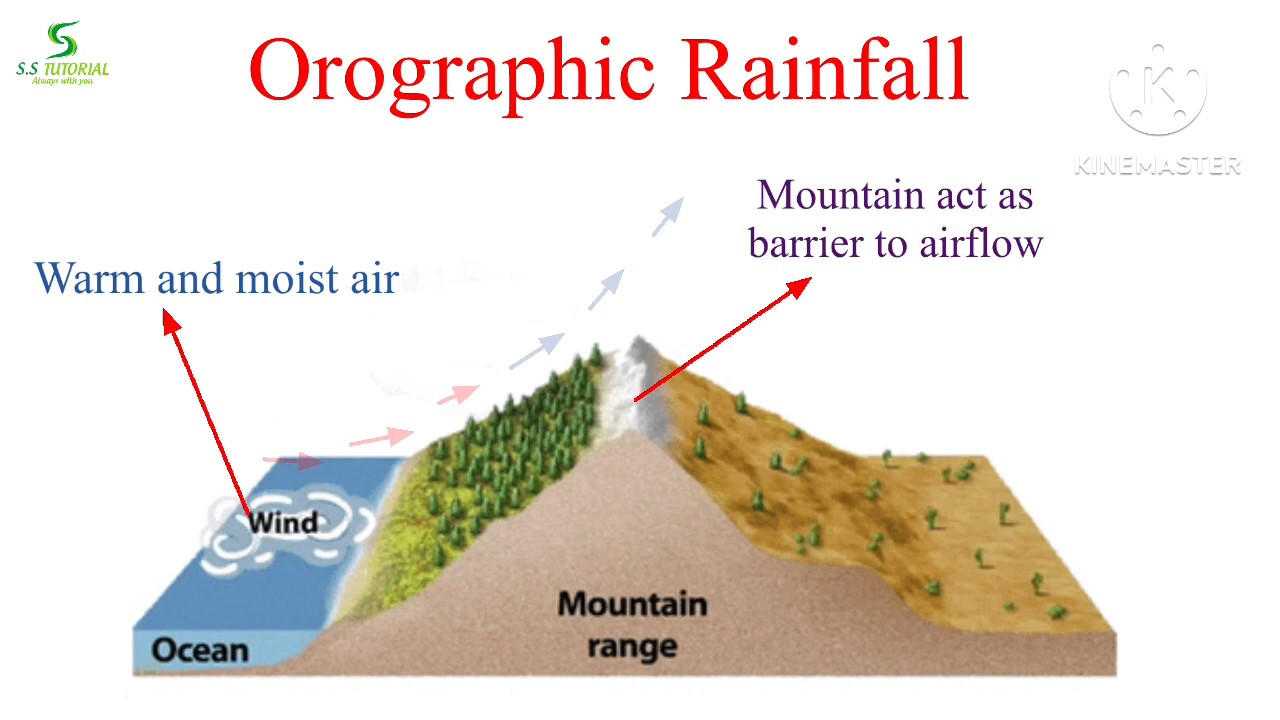 S.S TUTORIAL
Always with you
Orographic Rainfall
K
KINEMASTER
Mountain act as
barrier to airflow
Warm and moist air
Wind
Mountain
range
Ocean